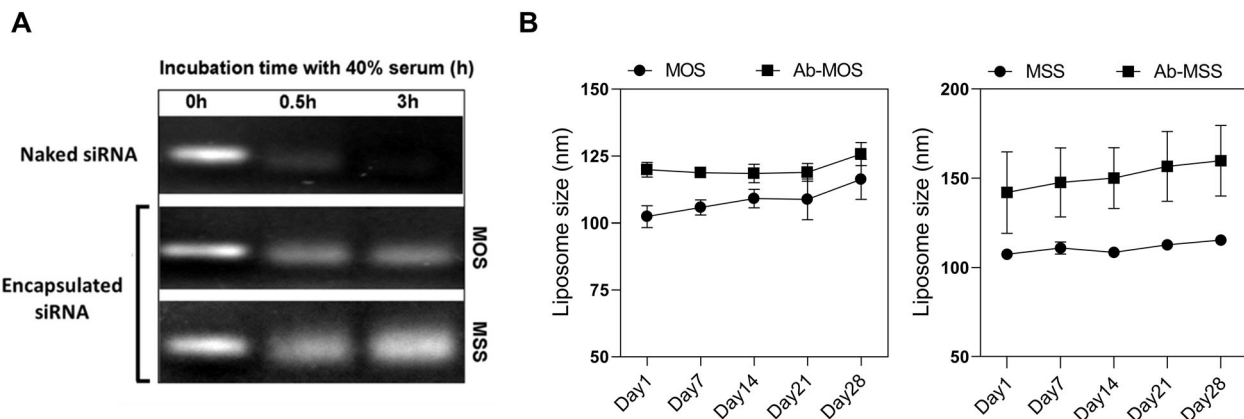 A
Incubation time with 40% serum (h)
0h 0.5h 3h
Naked siRNA
Encapsulated
siRNA
MOS
MSS
B
MOS Ab-MOS
Liposome size (nm)
150
125
100
75
50
Day1 Day7 Day14 Day21 Day28
MSS Ab-MSS
Liposome size (nm)
200
150
100
50
Day1 Day7 Day14 Day21 Day28